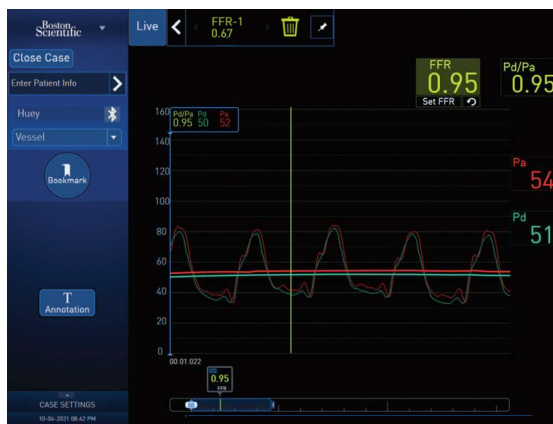 Boston
Scientific
Live
FFR-1
0.67
Close Case
Enter Patient Info
Huey
Vessel
Bookmark
T
Annotation
CASE SETTINGS
10-04-2021 08:42 PM
FFR
0.95
Set FFR
Pd/Pa
0.95
Pd/Pa Pd Pa
0.95 50 52
160
140
120
100
80
60
40
20
0
00:01.022
Pa
54
Pd
51
0.95
FFR